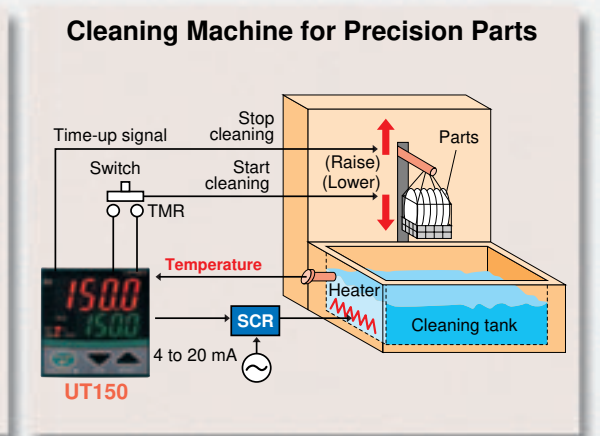 Cleaning Machine for Precision Parts
Stop
cleaning
Time-up signal
Parts
Switch
Start
cleaning
(Raise)
(Lower)
TMR
Temperature
Heater
150.0
150.0
SCR
Cleaning tank
4 to 20 mA
UT150